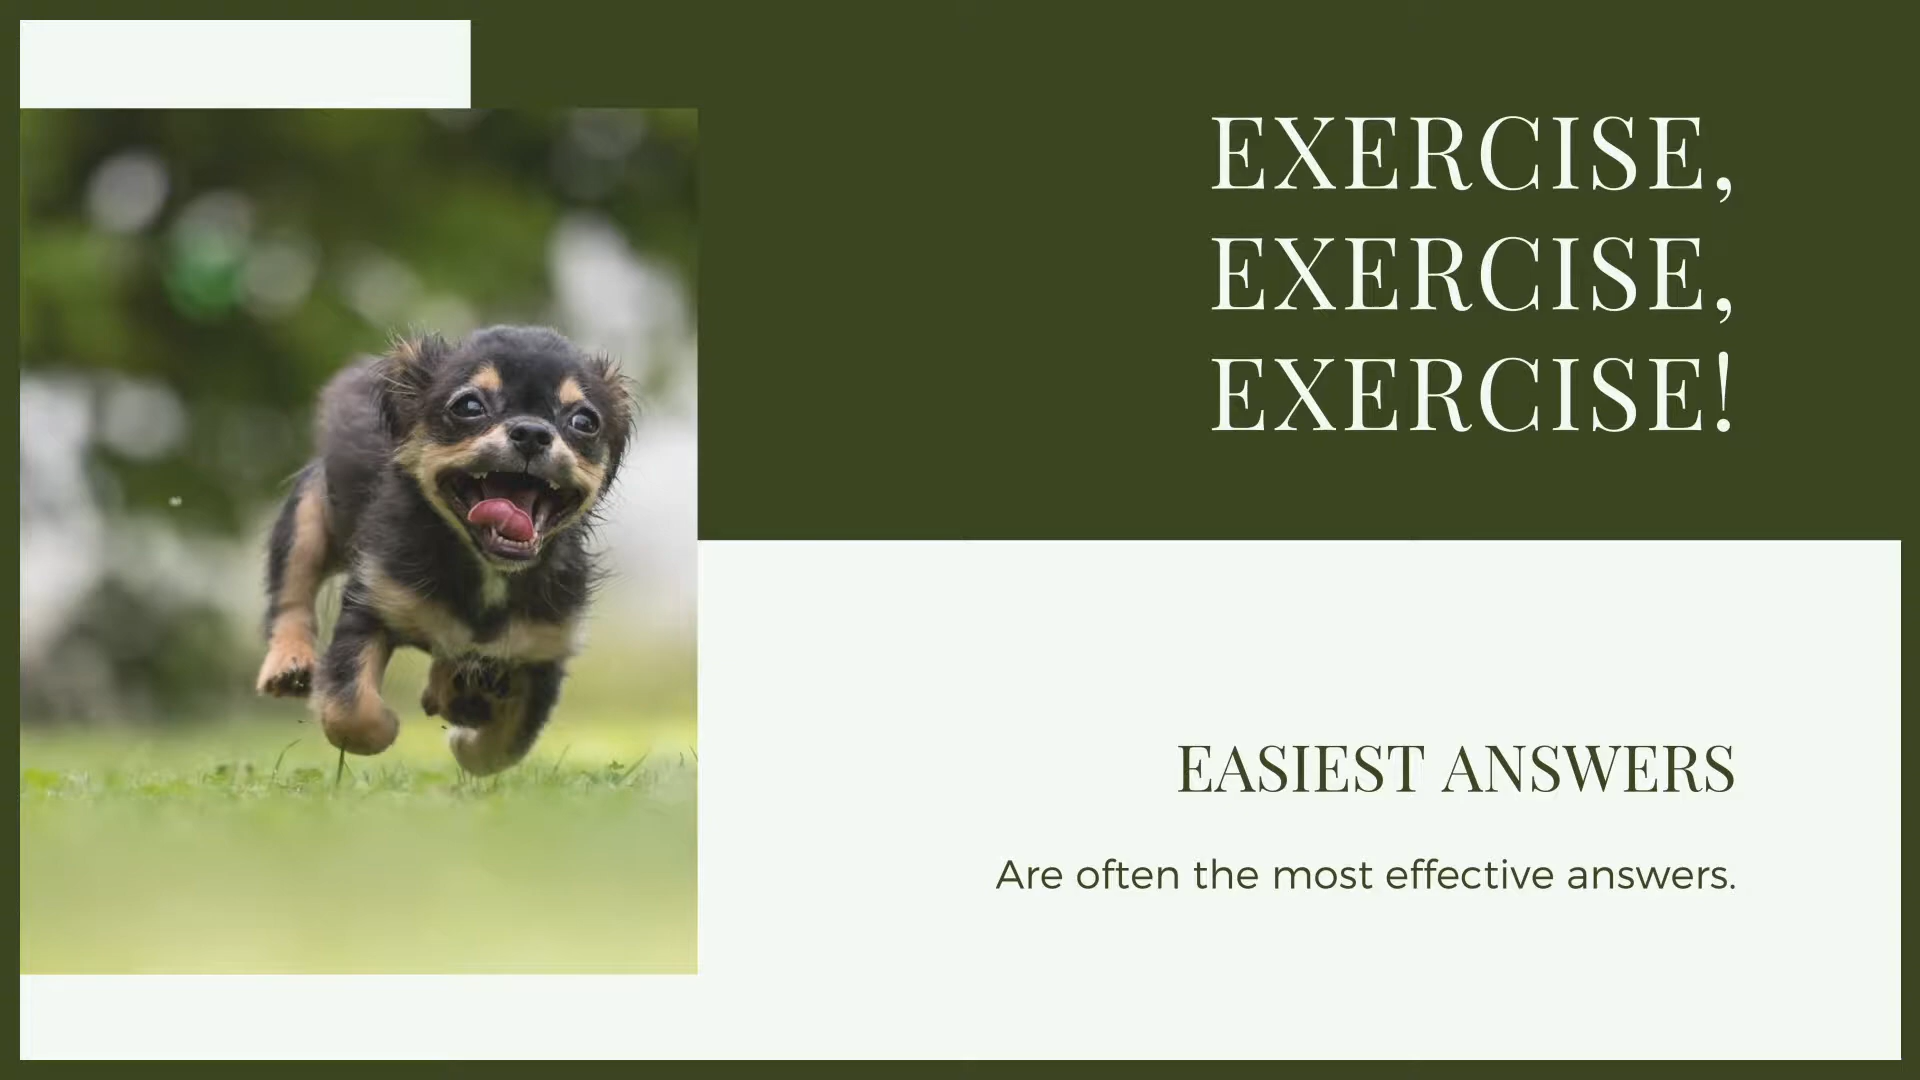 EXERCISE,
EXERCISE,
EXERCISE!
EASIEST ANSWERS
Are often the most effective answers.